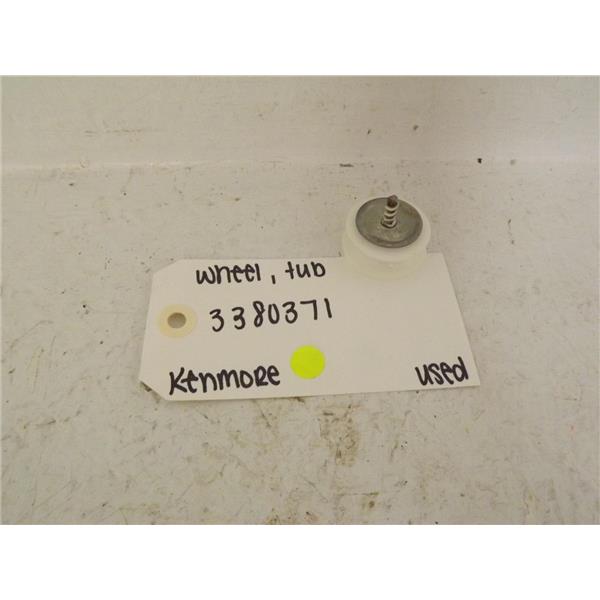 wheel, tub
3380371
Kenmore
used